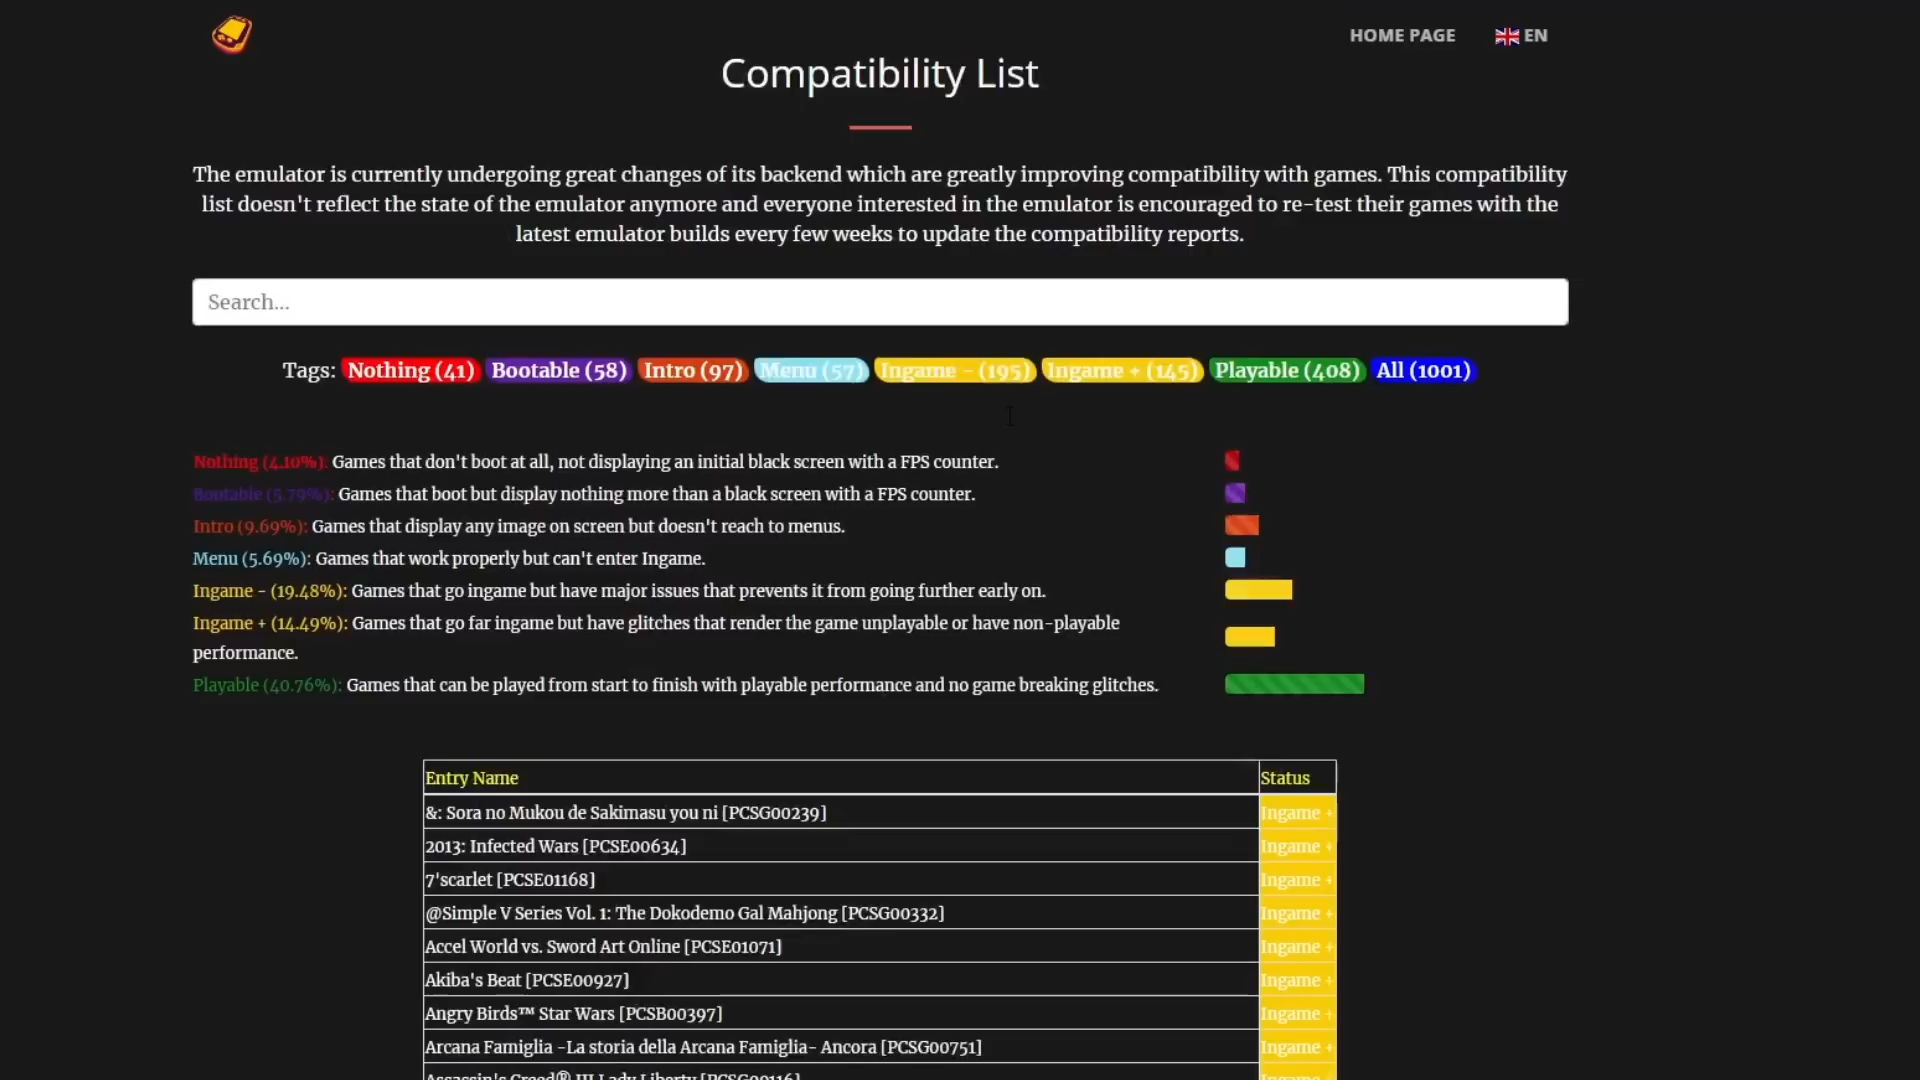 HOME PAGE
EN
Compatibility List
The emulator is currently undergoing great changes of its backend which are greatly improving compatibility with games. This compatibility
list doesn't reflect the state of the emulator anymore and everyone interested in the emulator is encouraged to re-test their games with the
latest emulator builds every few weeks to update the compatibility reports.
Search...
Tags: Nothing (41) Bootable (58) Intro (97) Menu (57) Ingame - (195) Ingame + (145) Playable (408) All (1001)
Nothing (4.10%): Games that don't boot at all, not displaying an initial black screen with a FPS counter.
Bootable (5.79%): Games that boot but display nothing more than a black screen with a FPS counter.
Intro (9.69%): Games that display any image on screen but doesn't reach to menus.
Menu (5.69%): Games that work properly but can't enter Ingame.
Ingame - (19.48%): Games that go ingame but have major issues that prevents it from going further early on.
Ingame + (14.49%): Games that go far ingame but have glitches that render the game unplayable or have non-playable
performance.
Playable (40.76%): Games that can be played from start to finish with playable performance and no game breaking glitches.
Entry Name Status
&: Sora no Mukou de Sakimasu you ni [PCSG00239] Ingame +
2013: Infected Wars [PCSE00634] Ingame +
7'scarlet [PCSE01168] Ingame +
@Simple V Series Vol. 1: The Dokodemo Gal Mahjong [PCSG00332] Ingame +
Accel World vs. Sword Art Online [PCSE01071] Ingame +
Akiba's Beat [PCSE00927] Ingame +
Angry Birds™ Star Wars [PCSB00397] Ingame +
Arcana Famiglia -La storia della Arcana Famiglia- Ancora [PCSG00751] Ingame +
Assassin's Creed® III Lady Liberty [PCSG00116] Ingame +